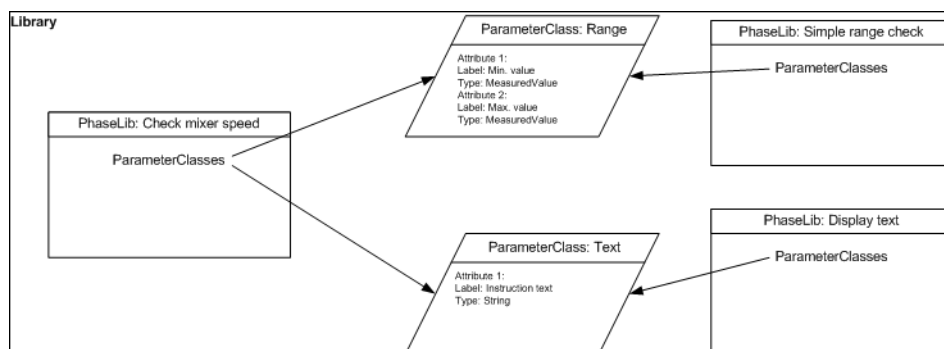 Library
ParameterClass: Range
Attribute 1:
Label: Min. value
Type: MeasuredValue
Attribute 2:
Label: Max. value
Type: MeasuredValue
PhaseLib: Simple range check
ParameterClasses
PhaseLib: Check mixer speed
ParameterClasses
ParameterClass: Text
Attribute 1:
Label: Instruction text
Type: String
PhaseLib: Display text
ParameterClasses